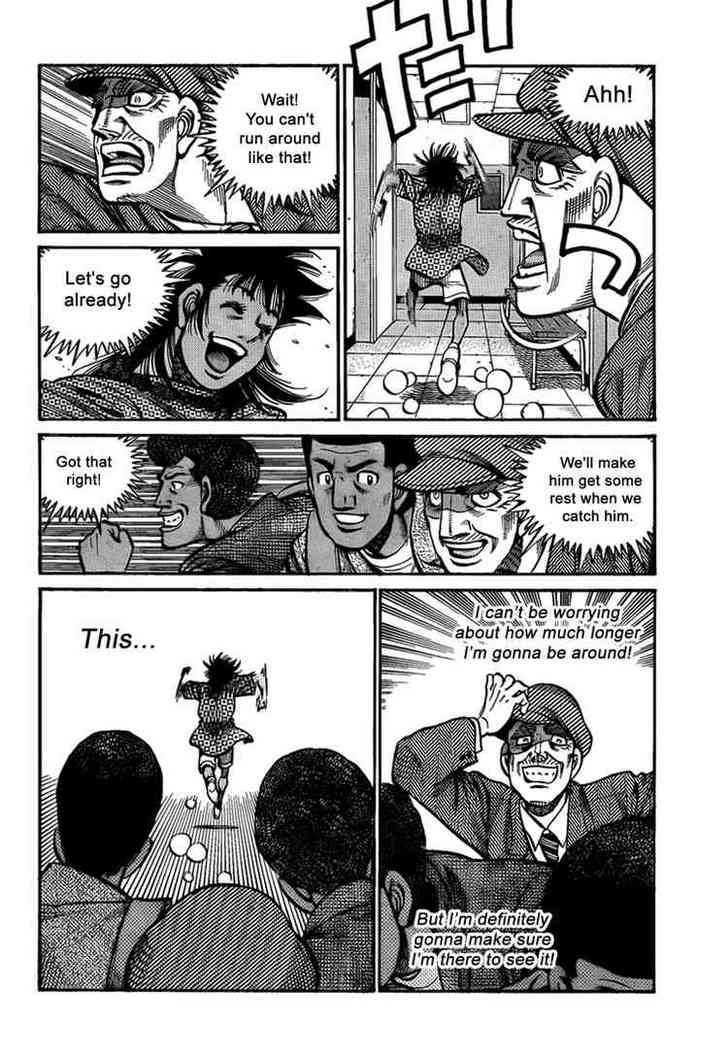 だっ
Ahh!
Wait!
You can't
run around
like that!
Let's go
already!
We'll make
him get some
rest when we
catch him.
Got that
right!
I can't be worrying
about how much longer
I'm gonna be around!
But I'm definitely
gonna make sure
I'm there to see it!
This...